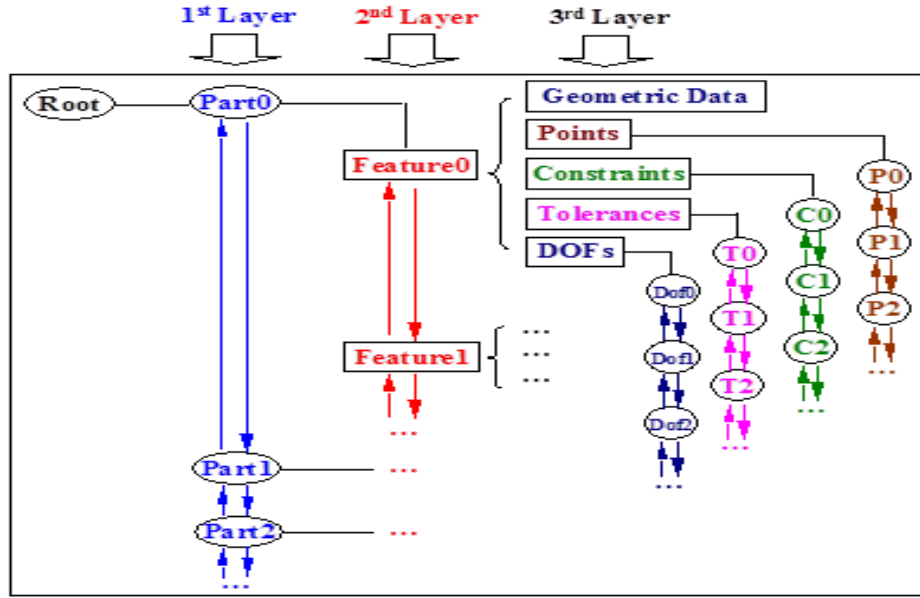 1st Layer
2nd Layer
3rd Layer
Root
Part0
Feature0
Geometric Data
Points
Constraints
Tolerances
DOFs
P0
P1
P2
...
C0
C1
C2
...
T0
T1
T2
...
Dof0
Dof1
Dof2
...
Feature1
...
...
...
...
Part1
...
Part2
...
...